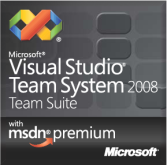 Microsoft®
Visual Studio®
Team System 2008
Team Suite
with
msdn® premium
Microsoft®